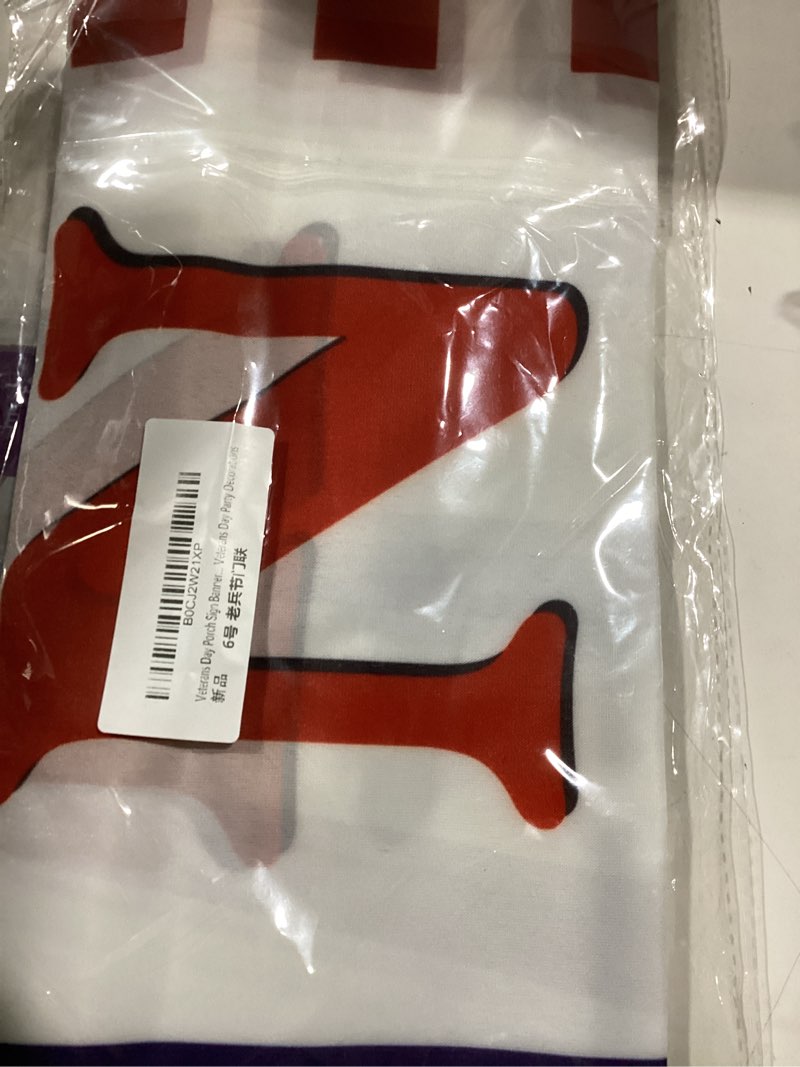 N
B0CJ2W21XP
Veterans Day Porch Sign Banner... Veterans Day Party Decorations
新品
6号 老兵节门联